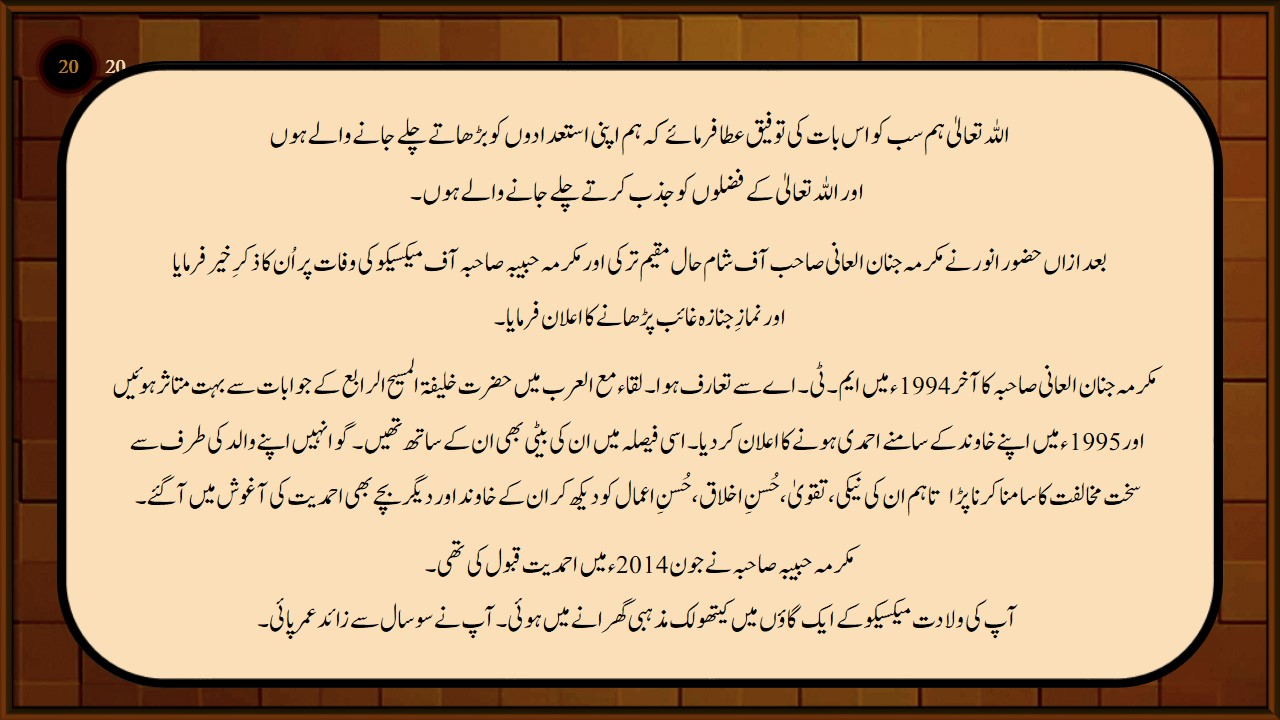 20 20
اللہ تعالیٰ ہم سب کو اس بات کی توفیق عطا فرمائے کہ ہم اپنی استعدادوں کو بڑھاتے چلے جانے والے ہوں
اور اللہ تعالیٰ کے فضلوں کو جذب کرتے چلے جانے والے ہوں۔
بعد ازاں حضور انور نے مکرمہ جنان العانی صاحب آف شام حال مقیم ترکی اور مکرمہ حبیبہ صاحبہ آف میکسیکو کی وفات پر اُن کا ذکرِ خیر فرمایا
اور نمازِ جنازہ غائب پڑھانے کا اعلان فرمایا۔
مکرمہ جنان العانی صاحبہ کا آخر 1994ء میں ایم۔ٹی۔اے سے تعارف ہوا۔ لقاء مع العرب میں حضرت خلیفۃ المسیح الرابع کے جوابات سے بہت متاثر ہوئیں
اور 1995ء میں اپنے خاوند کے سامنے احمدی ہونے کا اعلان کر دیا۔ اسی فیصلہ میں ان کی بیٹی بھی ان کے ساتھ تھیں۔ گو انہیں اپنے والد کی طرف سے
سخت مخالفت کا سامنا کرنا پڑا تاہم ان کی نیکی، تقویٰ، حُسنِ اخلاق، حُسنِ اعمال کو دیکھ کر ان کے خاوند اور دیگر بچے بھی احمدیت کی آغوش میں آگئے۔
مکرمہ حبیبہ صاحبہ نے جون 2014ء میں احمدیت قبول کی تھی۔
آپ کی ولادت میکسیکو کے ایک گاؤں میں کیتھولک مذہبی گھرانے میں ہوئی۔ آپ نے سو سال سے زائد عمر پائی۔